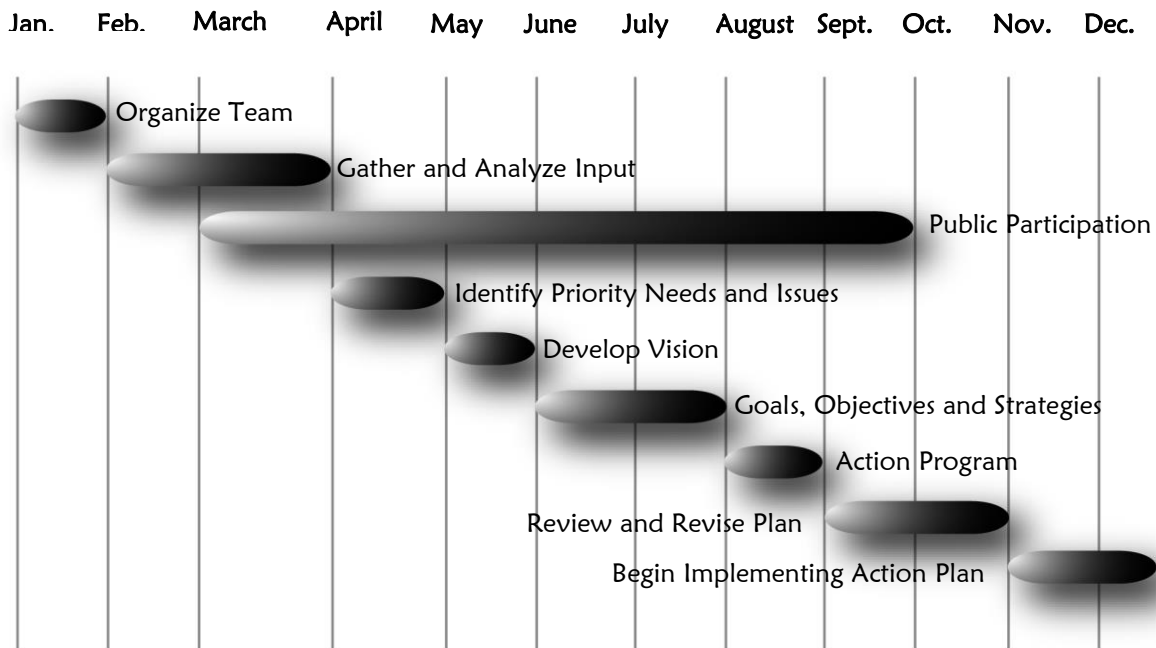 Jan. Feb. March April May June July August Sept. Oct. Nov. Dec.
Organize Team
Gather and Analyze Input
Public Participation
Identify Priority Needs and Issues
Develop Vision
Goals, Objectives and Strategies
Action Program
Review and Revise Plan
Begin Implementing Action Plan